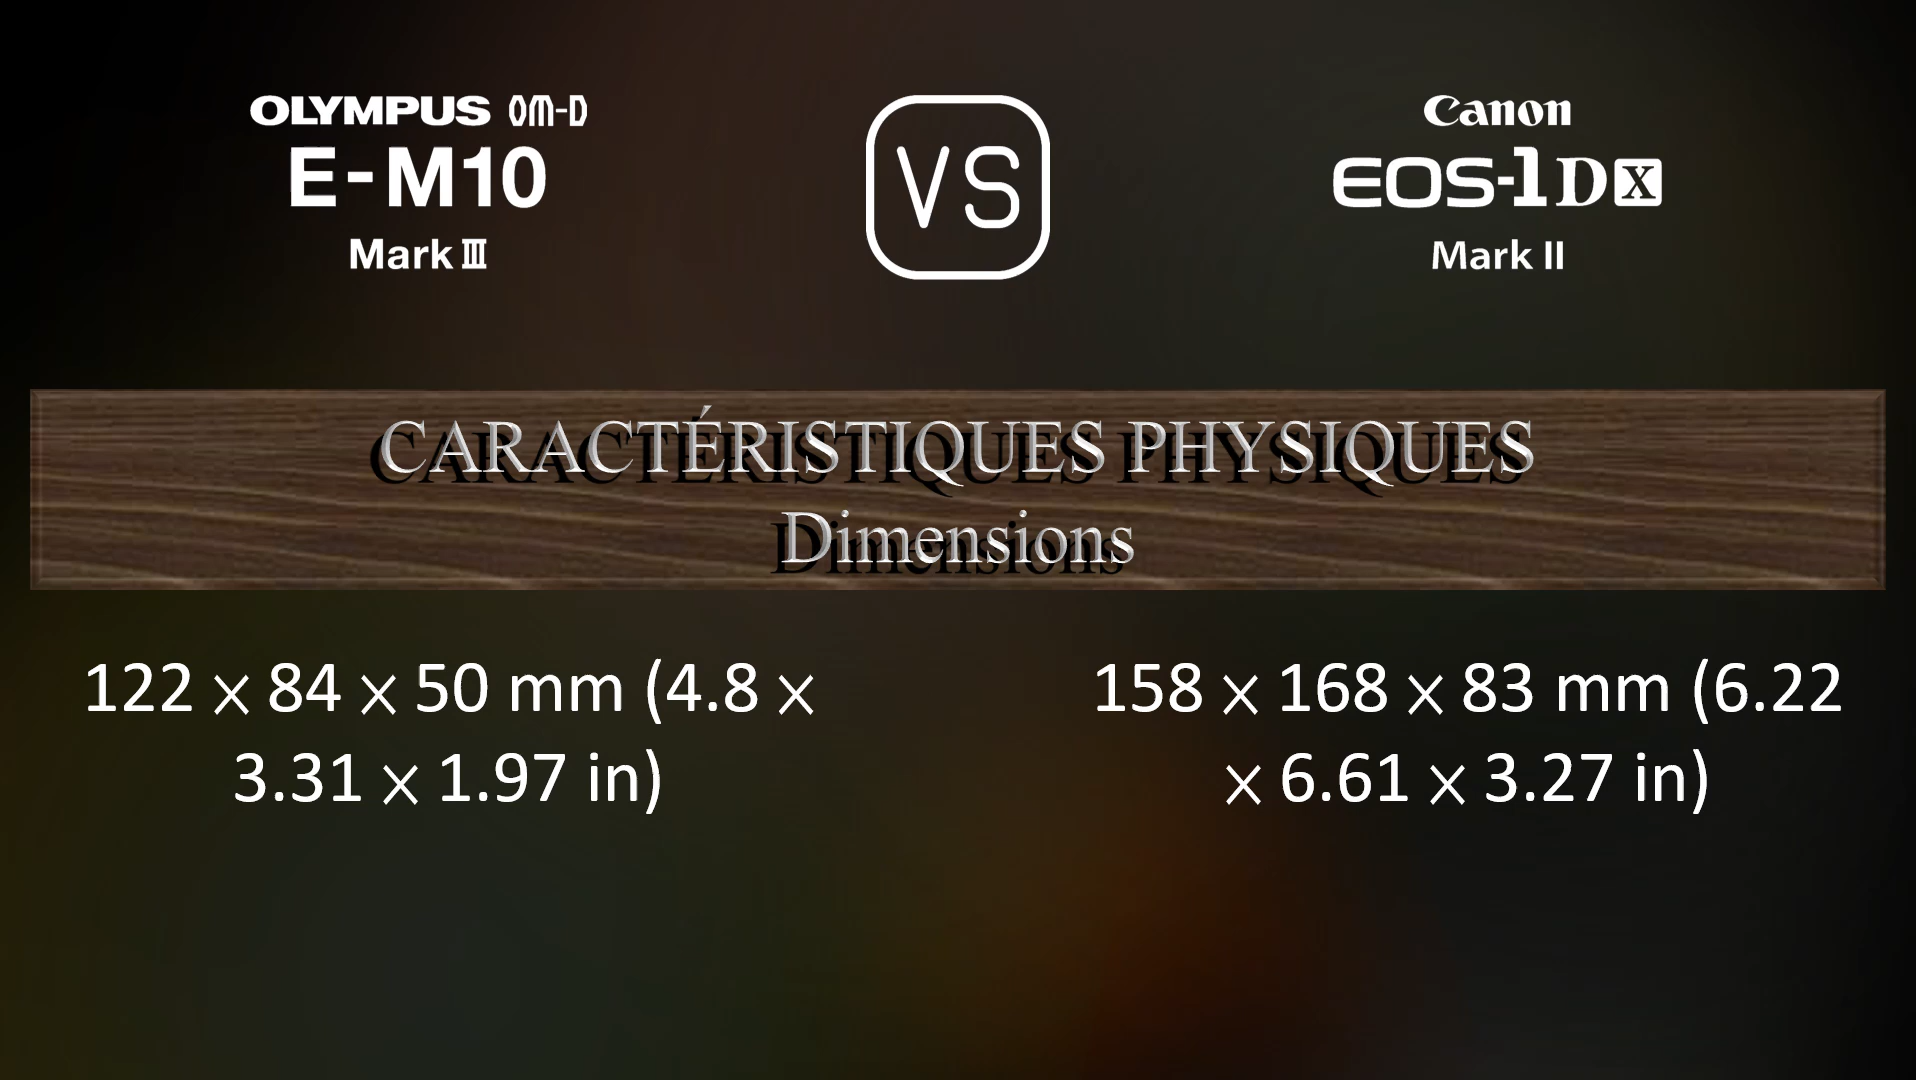 OLYMPUS OM-D
E-M10
Mark III
VS
Canon
EOS-1DX
Mark II
CARACTÉRISTIQUES PHYSIQUES
Dimensions
122 x 84 x 50 mm (4.8 x
3.31 x 1.97 in)
158 x 168 x 83 mm (6.22
x 6.61 x 3.27 in)